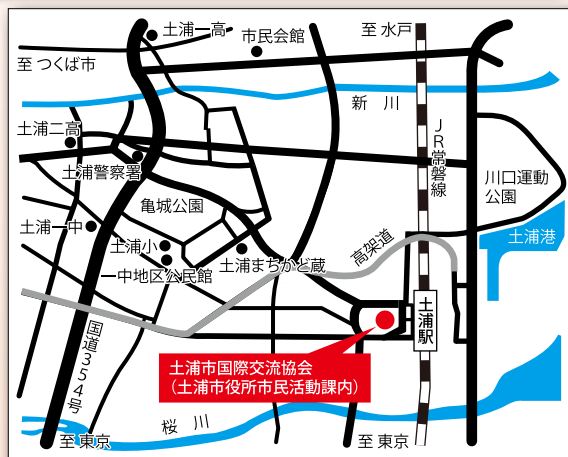 土浦一高
市民会館
至 水戸
至 つくば市
新 川
土浦二高
JR常磐線
土浦警察署
川口運動
公園
亀城公園
土浦一中
土浦港
土浦小
高架道
一中地区公民館
土浦まちかど蔵
土浦駅
国道354号
土浦市国際交流協会
（土浦市役所市民活動課内）
桜 川
至 東京
至 東京